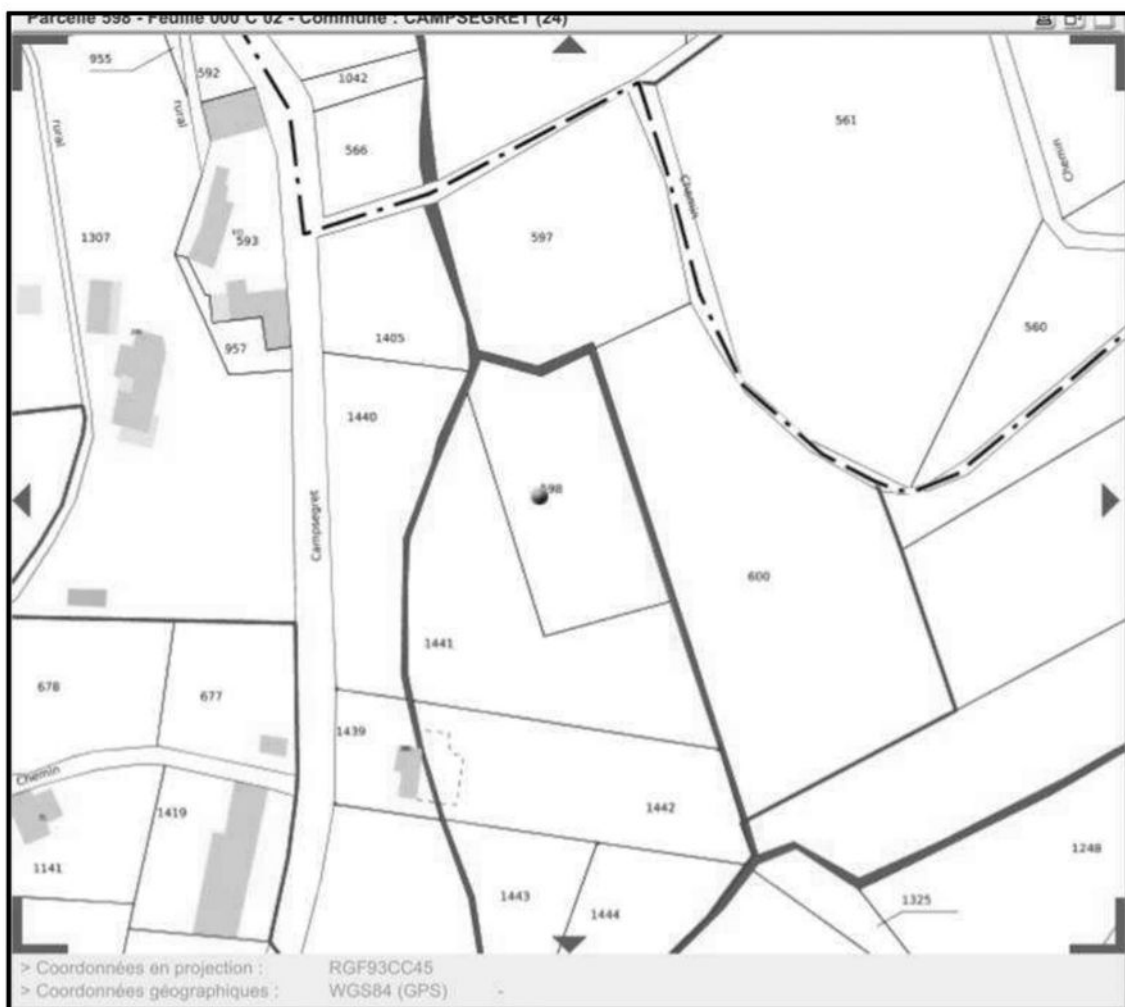 Parcelle 598 - Feuille 000 C 02 - Commune : CAMPSEGRET (24)
955
592
1042
rural
rural
566
561
Chemin
Chemin
1307
593
597
957
1405
560
1440
598
Campsegret
600
1441
678
677
1439
Chemin
1419
1442
1141
1248
1443
1444
1325
> Coordonnées en projection : RGF93CC45
> Coordonnées géographiques : WGS84 (GPS) -